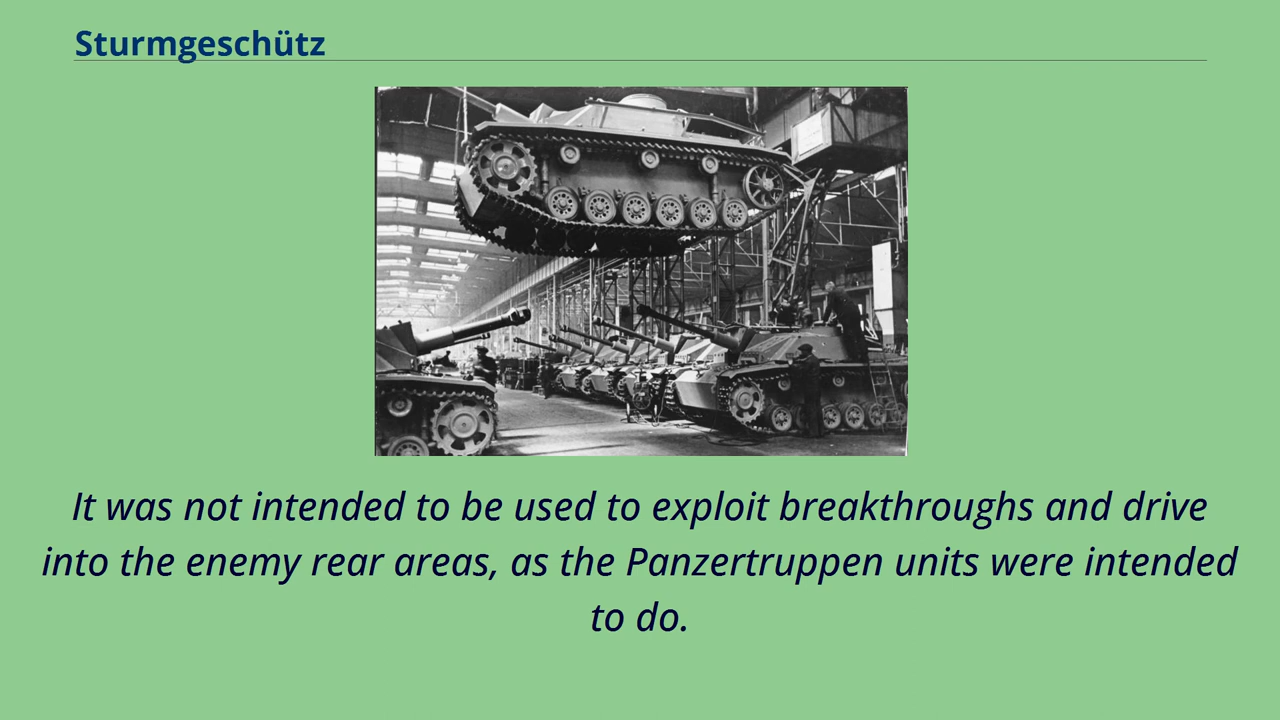 Sturmgeschütz
It was not intended to be used to exploit breakthroughs and drive
into the enemy rear areas, as the Panzertruppen units were intended
to do.